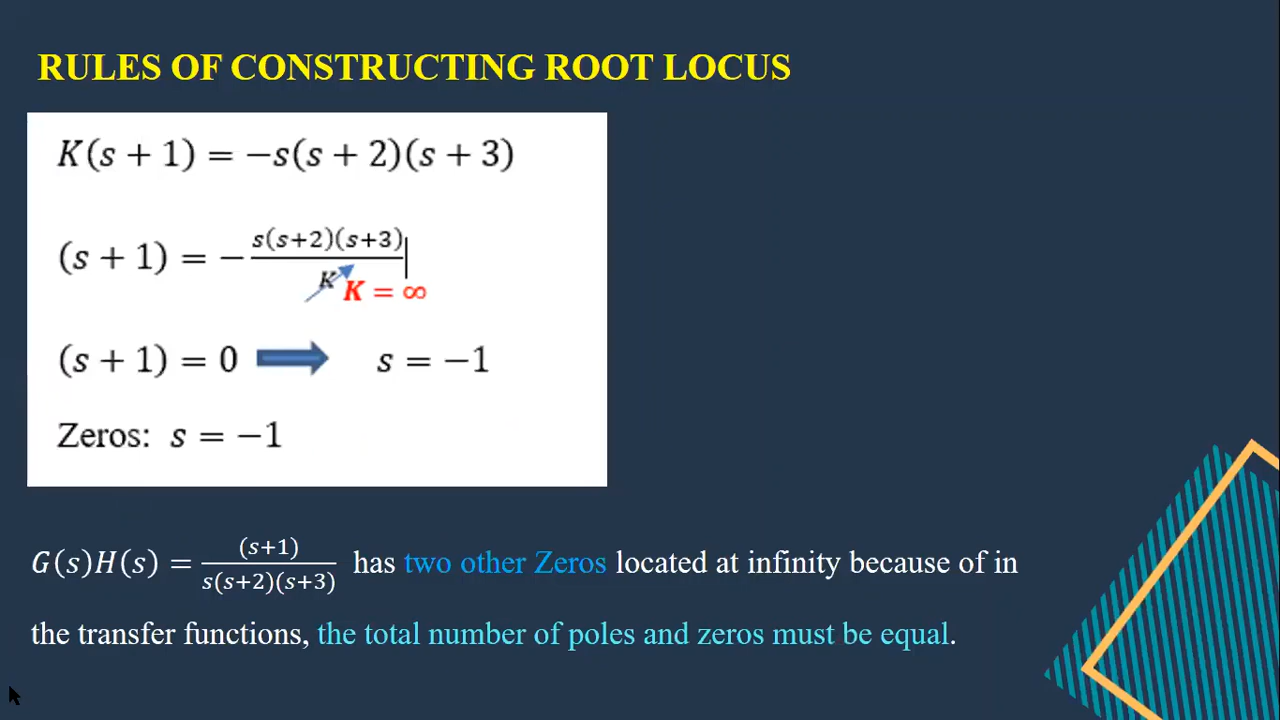 RULES OF CONSTRUCTING ROOT LOCUS
K(s + 1) = −s(s + 2)(s + 3)
(s + 1) = − s(s+2)(s+3) / K K = ∞
(s + 1) = 0 s = −1
Zeros: s = −1
G(s)H(s) = (s+1) / s(s+2)(s+3) has two other Zeros located at infinity because of in
the transfer functions, the total number of poles and zeros must be equal.